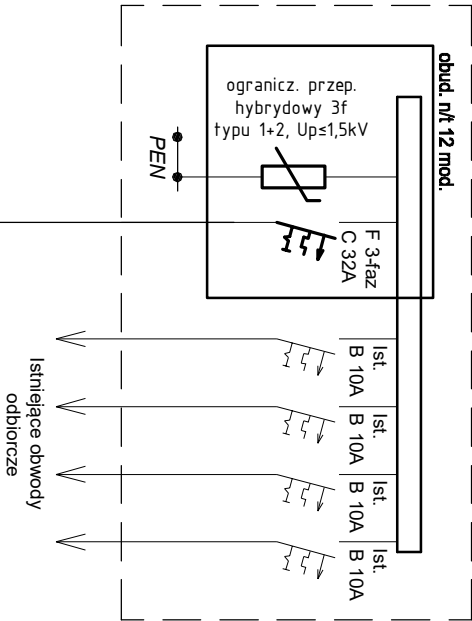 obud. n/t 12 mod.
ogranicz. przep.
hybrydowy 3f
typu 1+2, Up≤1,5kV
PEN
F 3-faz
C 32A
Ist.
B 10A
Ist.
B 10A
Ist.
B 10A
Ist.
B 10A
Istniejące obwody
odbiorcze